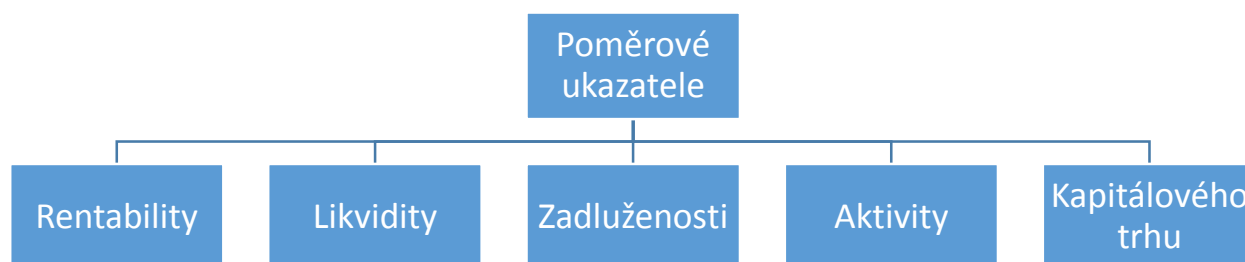 Poměrové
ukazatele
Rentability
Likvidity
Zadluženosti
Aktivity
Kapitálového
trhu